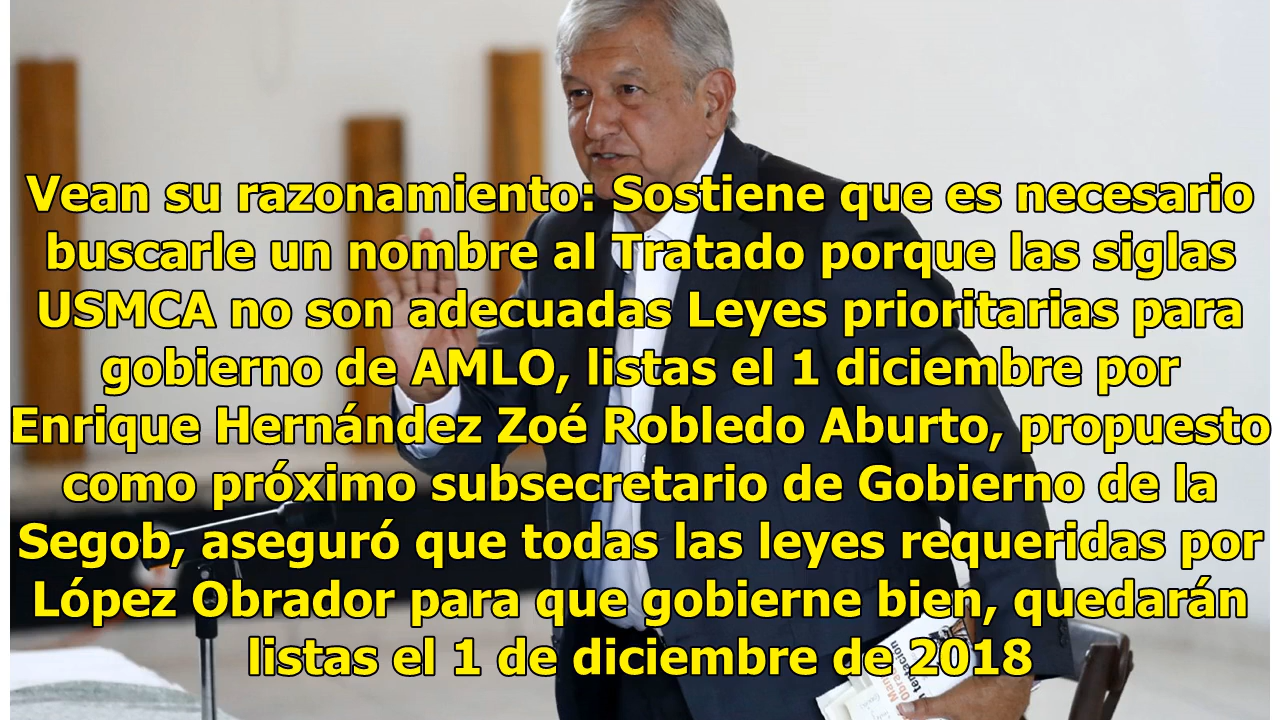 Vean su razonamiento: Sostiene que es necesario
buscarle un nombre al Tratado porque las siglas
USMCA no son adecuadas Leyes prioritarias para
gobierno de AMLO, listas el 1 diciembre por
Enrique Hernández Zoé Robledo Aburto, propuesto
como próximo subsecretario de Gobierno de la
Segob, aseguró que todas las leyes requeridas por
López Obrador para que gobierne bien, quedarán
listas el 1 de diciembre de 2018